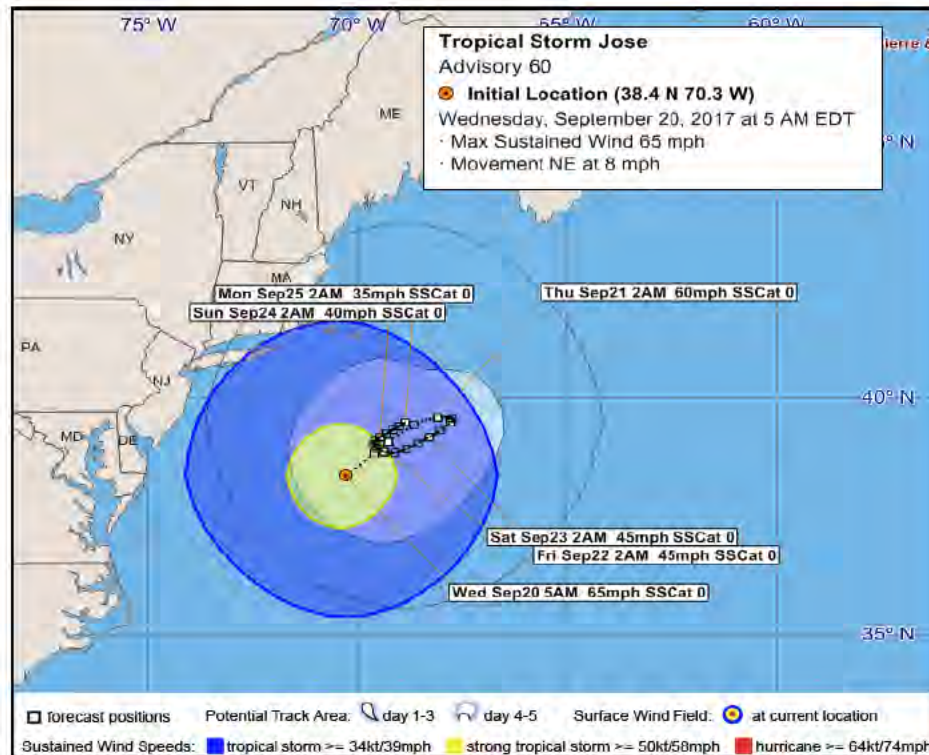 75° W 70° W 65° W 60° W
Tropical Storm Jose
Advisory 60
Initial Location (38.4 N 70.3 W)
Wednesday, September 20, 2017 at 5 AM EDT
· Max Sustained Wind 65 mph
· Movement NE at 8 mph
ierre &
ME
VT
NH
NY
MA
Mon Sep25 2AM 35mph SSCat 0
Thu Sep21 2AM 60mph SSCat 0
Sun Sep24 2AM 40mph SSCat 0
PA
NJ
40° N
MD
DE
Sat Sep23 2AM 45mph SSCat 0
Fri Sep22 2AM 45mph SSCat 0
Wed Sep20 5AM 65mph SSCat 0
35° N
forecast positions Potential Track Area: day 1-3 day 4-5 Surface Wind Field: at current location
Sustained Wind Speeds: tropical storm >= 34kt/39mph strong tropical storm >= 50kt/58mph hurricane >= 64kt/74mph